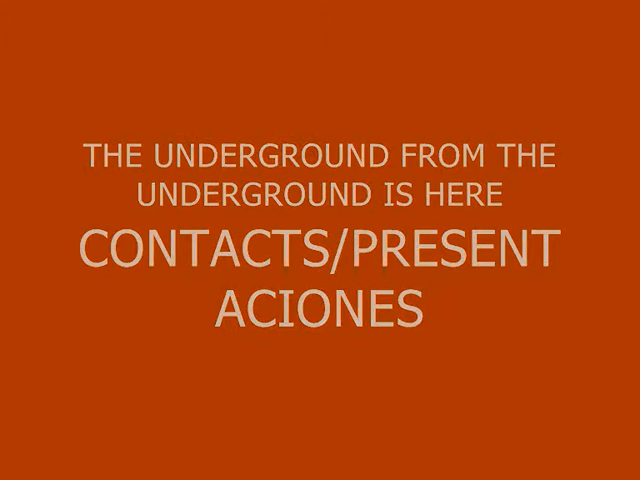 THE UNDERGROUND FROM THE
UNDERGROUND IS HERE
CONTACTS/PRESENT
ACIONES